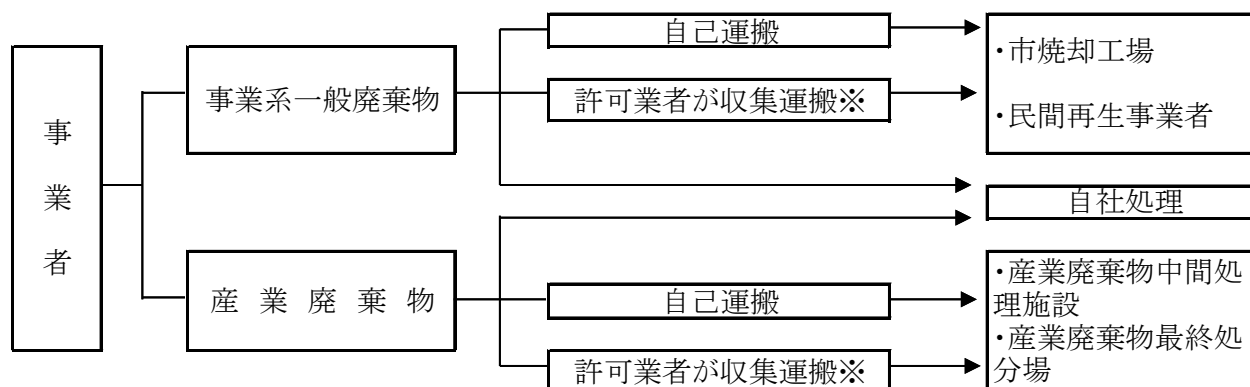 事業者
事業系一般廃棄物
自己運搬
許可業者が収集運搬※
・市焼却工場
・民間再生事業者
自社処理
産業廃棄物
自己運搬
許可業者が収集運搬※
・産業廃棄物中間処
理施設
・産業廃棄物最終処
分場